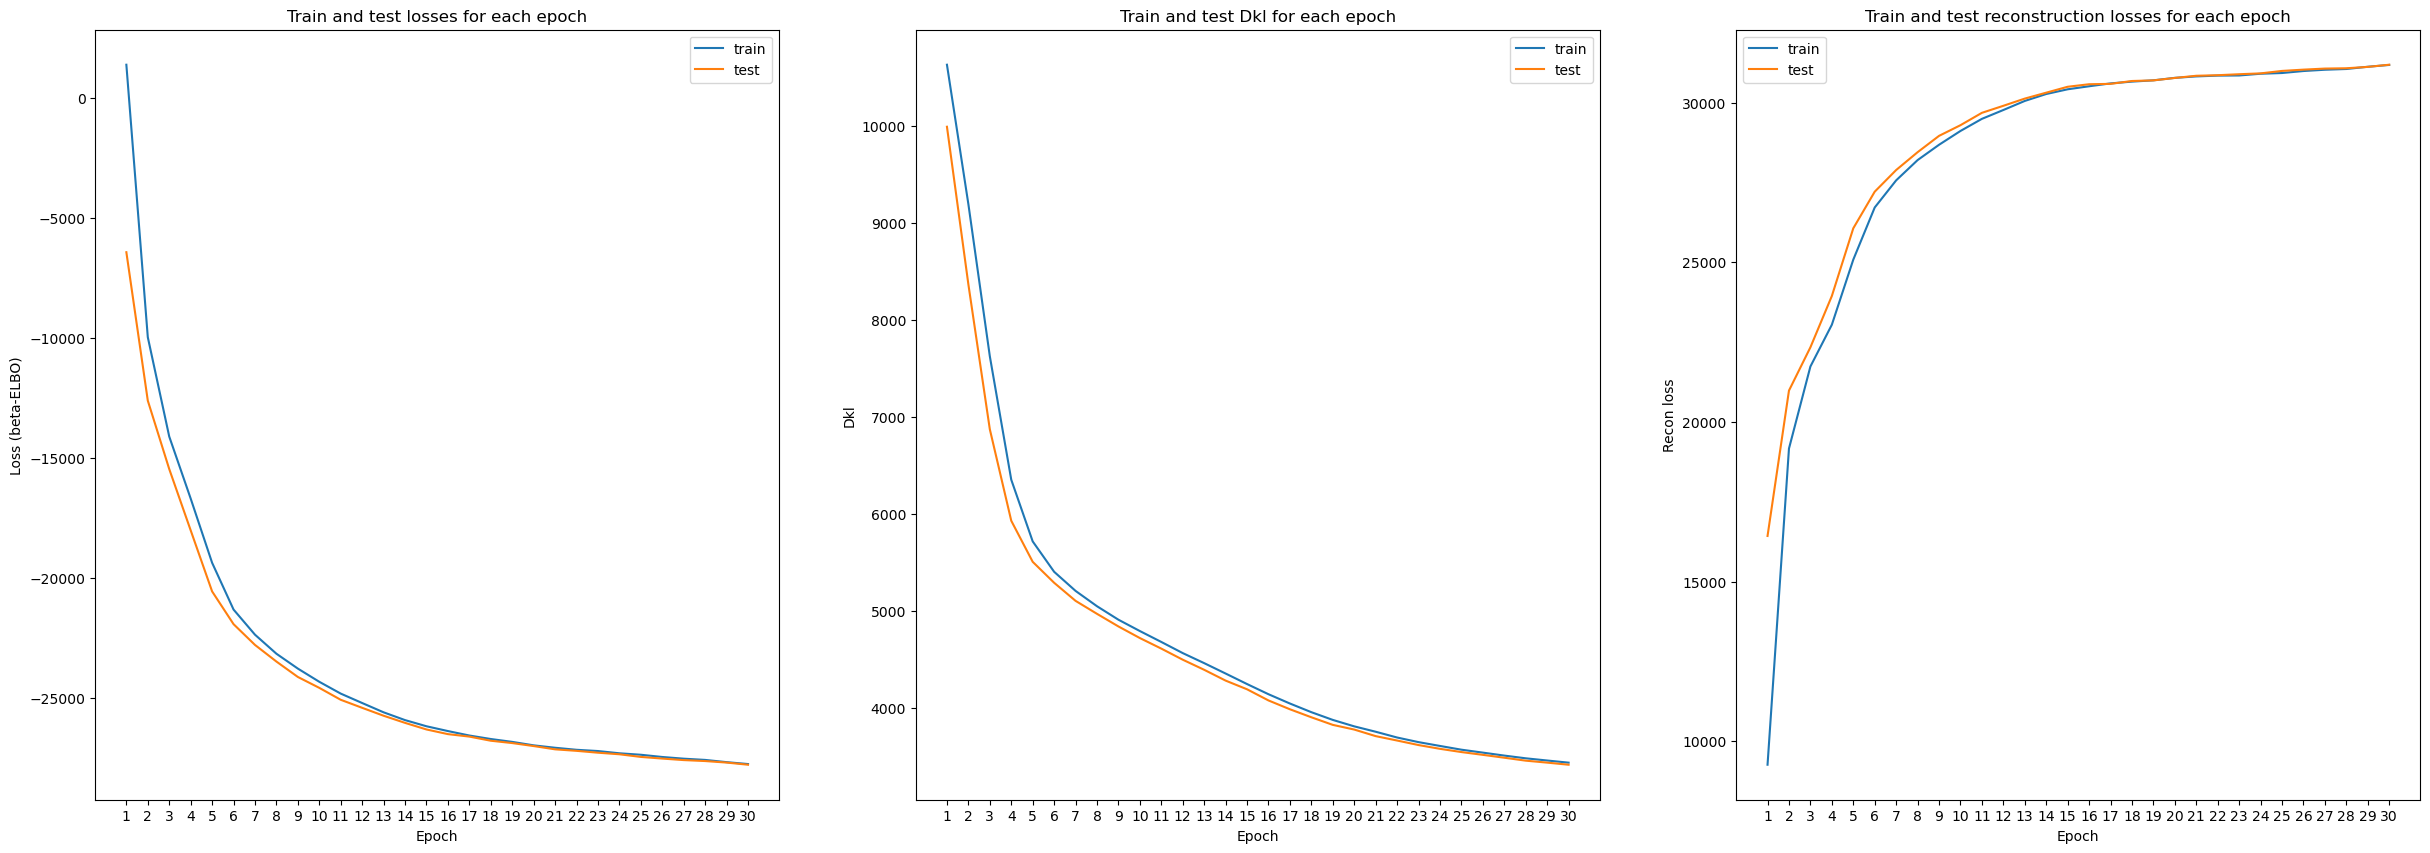 Train and test losses for each epoch
train
test
0
−5000
−10000
−15000
−20000
−25000
Loss (beta-ELBO)
1 2 3 4 5 6 7 8 9 10 11 12 13 14 15 16 17 18 19 20 21 22 23 24 25 26 27 28 29 30
Epoch
Train and test Dkl for each epoch
train
test
10000
9000
8000
7000
6000
5000
4000
Dkl
1 2 3 4 5 6 7 8 9 10 11 12 13 14 15 16 17 18 19 20 21 22 23 24 25 26 27 28 29 30
Epoch
Train and test reconstruction losses for each epoch
train
test
30000
25000
20000
15000
10000
Recon loss
1 2 3 4 5 6 7 8 9 10 11 12 13 14 15 16 17 18 19 20 21 22 23 24 25 26 27 28 29 30
Epoch